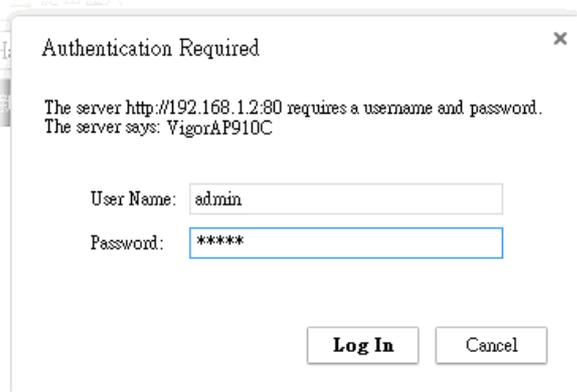 Authentication Required
The server http://192.168.1.2:80 requires a username and password.
The server says: VigorAP910C
User Name: admin
Password: *****
Log In Cancel